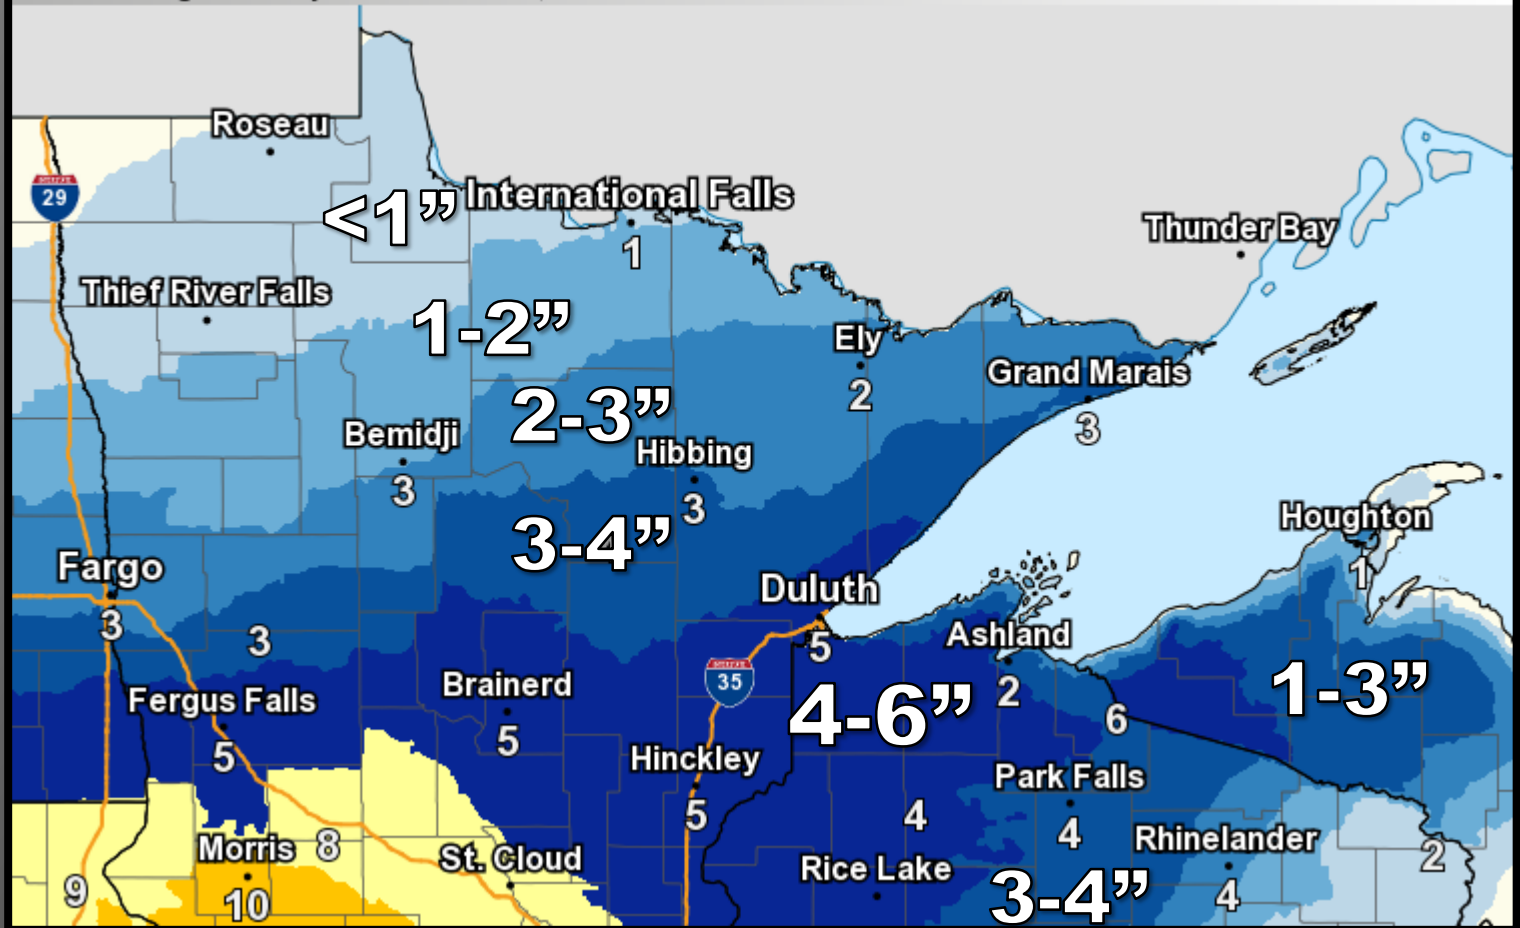 Roseau
29
<1”
International Falls
1
Thunder Bay
Thief River Falls
1-2”
Ely
2
Grand Marais
3
2-3”
Bemidji
3
Hibbing
3
3-4”
Houghton
1
Fargo
3
3
Duluth
5
Ashland
2
35
4-6”
1-3”
6
Fergus Falls
5
Brainerd
5
Hinckley
5
Park Falls
4
4
Rhinelander
4
2
Morris
10
8
9
St. Cloud
Rice Lake
3-4”